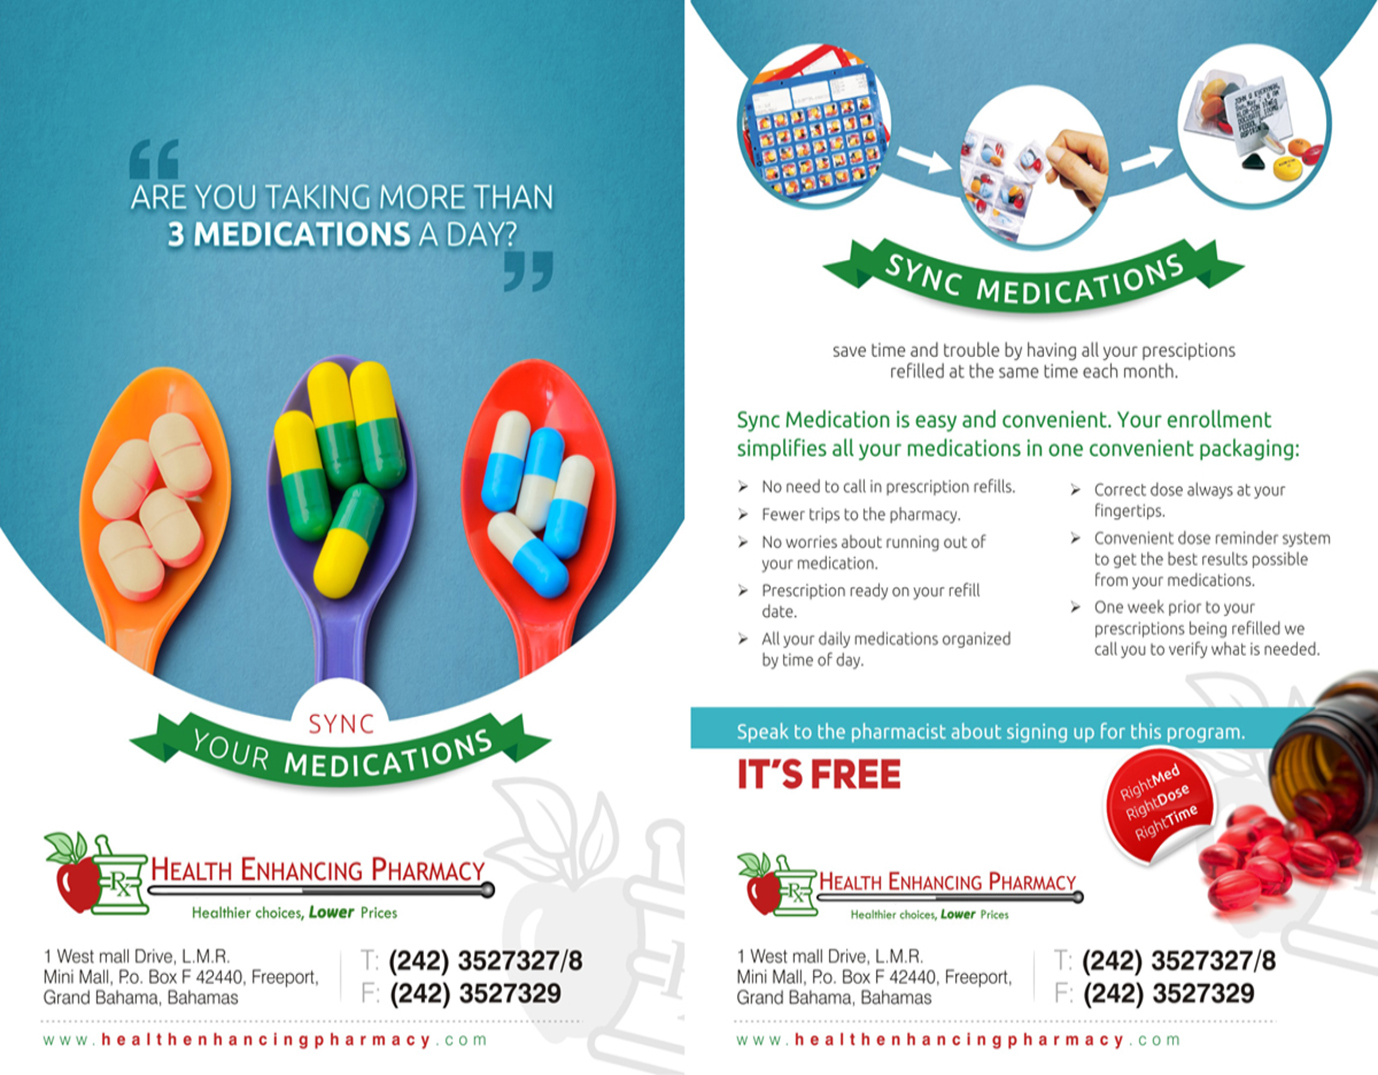 ARE YOU TAKING MORE THAN
3 MEDICATIONS A DAY?
SYNC
YOUR MEDICATIONS
Rx
HEALTH ENHANCING PHARMACY
Healthier choices, Lower Prices
1 West mall Drive, L.M.R.
Mini Mall, P.o. Box F 42440, Freeport,
Grand Bahama, Bahamas
T: (242) 3527327/8
F: (242) 3527329
www.healthenhancingpharmacy.com
SYNC MEDICATIONS
save time and trouble by having all your presciptions
refilled at the same time each month.
Sync Medication is easy and convenient. Your enrollment
simplifies all your medications in one convenient packaging:
No need to call in prescription refills.
Fewer trips to the pharmacy.
No worries about running out of
your medication.
Prescription ready on your refill
date.
All your daily medications organized
by time of day.
Correct dose always at your
fingertips.
Convenient dose reminder system
to get the best results possible
from your medications.
One week prior to your
prescriptions being refilled we
call you to verify what is needed.
Speak to the pharmacist about signing up for this program.
IT'S FREE
RightMed
RightDose
RightTime
Rx
HEALTH ENHANCING PHARMACY
Healthier choices, Lower Prices
1 West mall Drive, L.M.R.
Mini Mall, P.o. Box F 42440, Freeport,
Grand Bahama, Bahamas
T: (242) 3527327/8
F: (242) 3527329
www.healthenhancingpharmacy.com